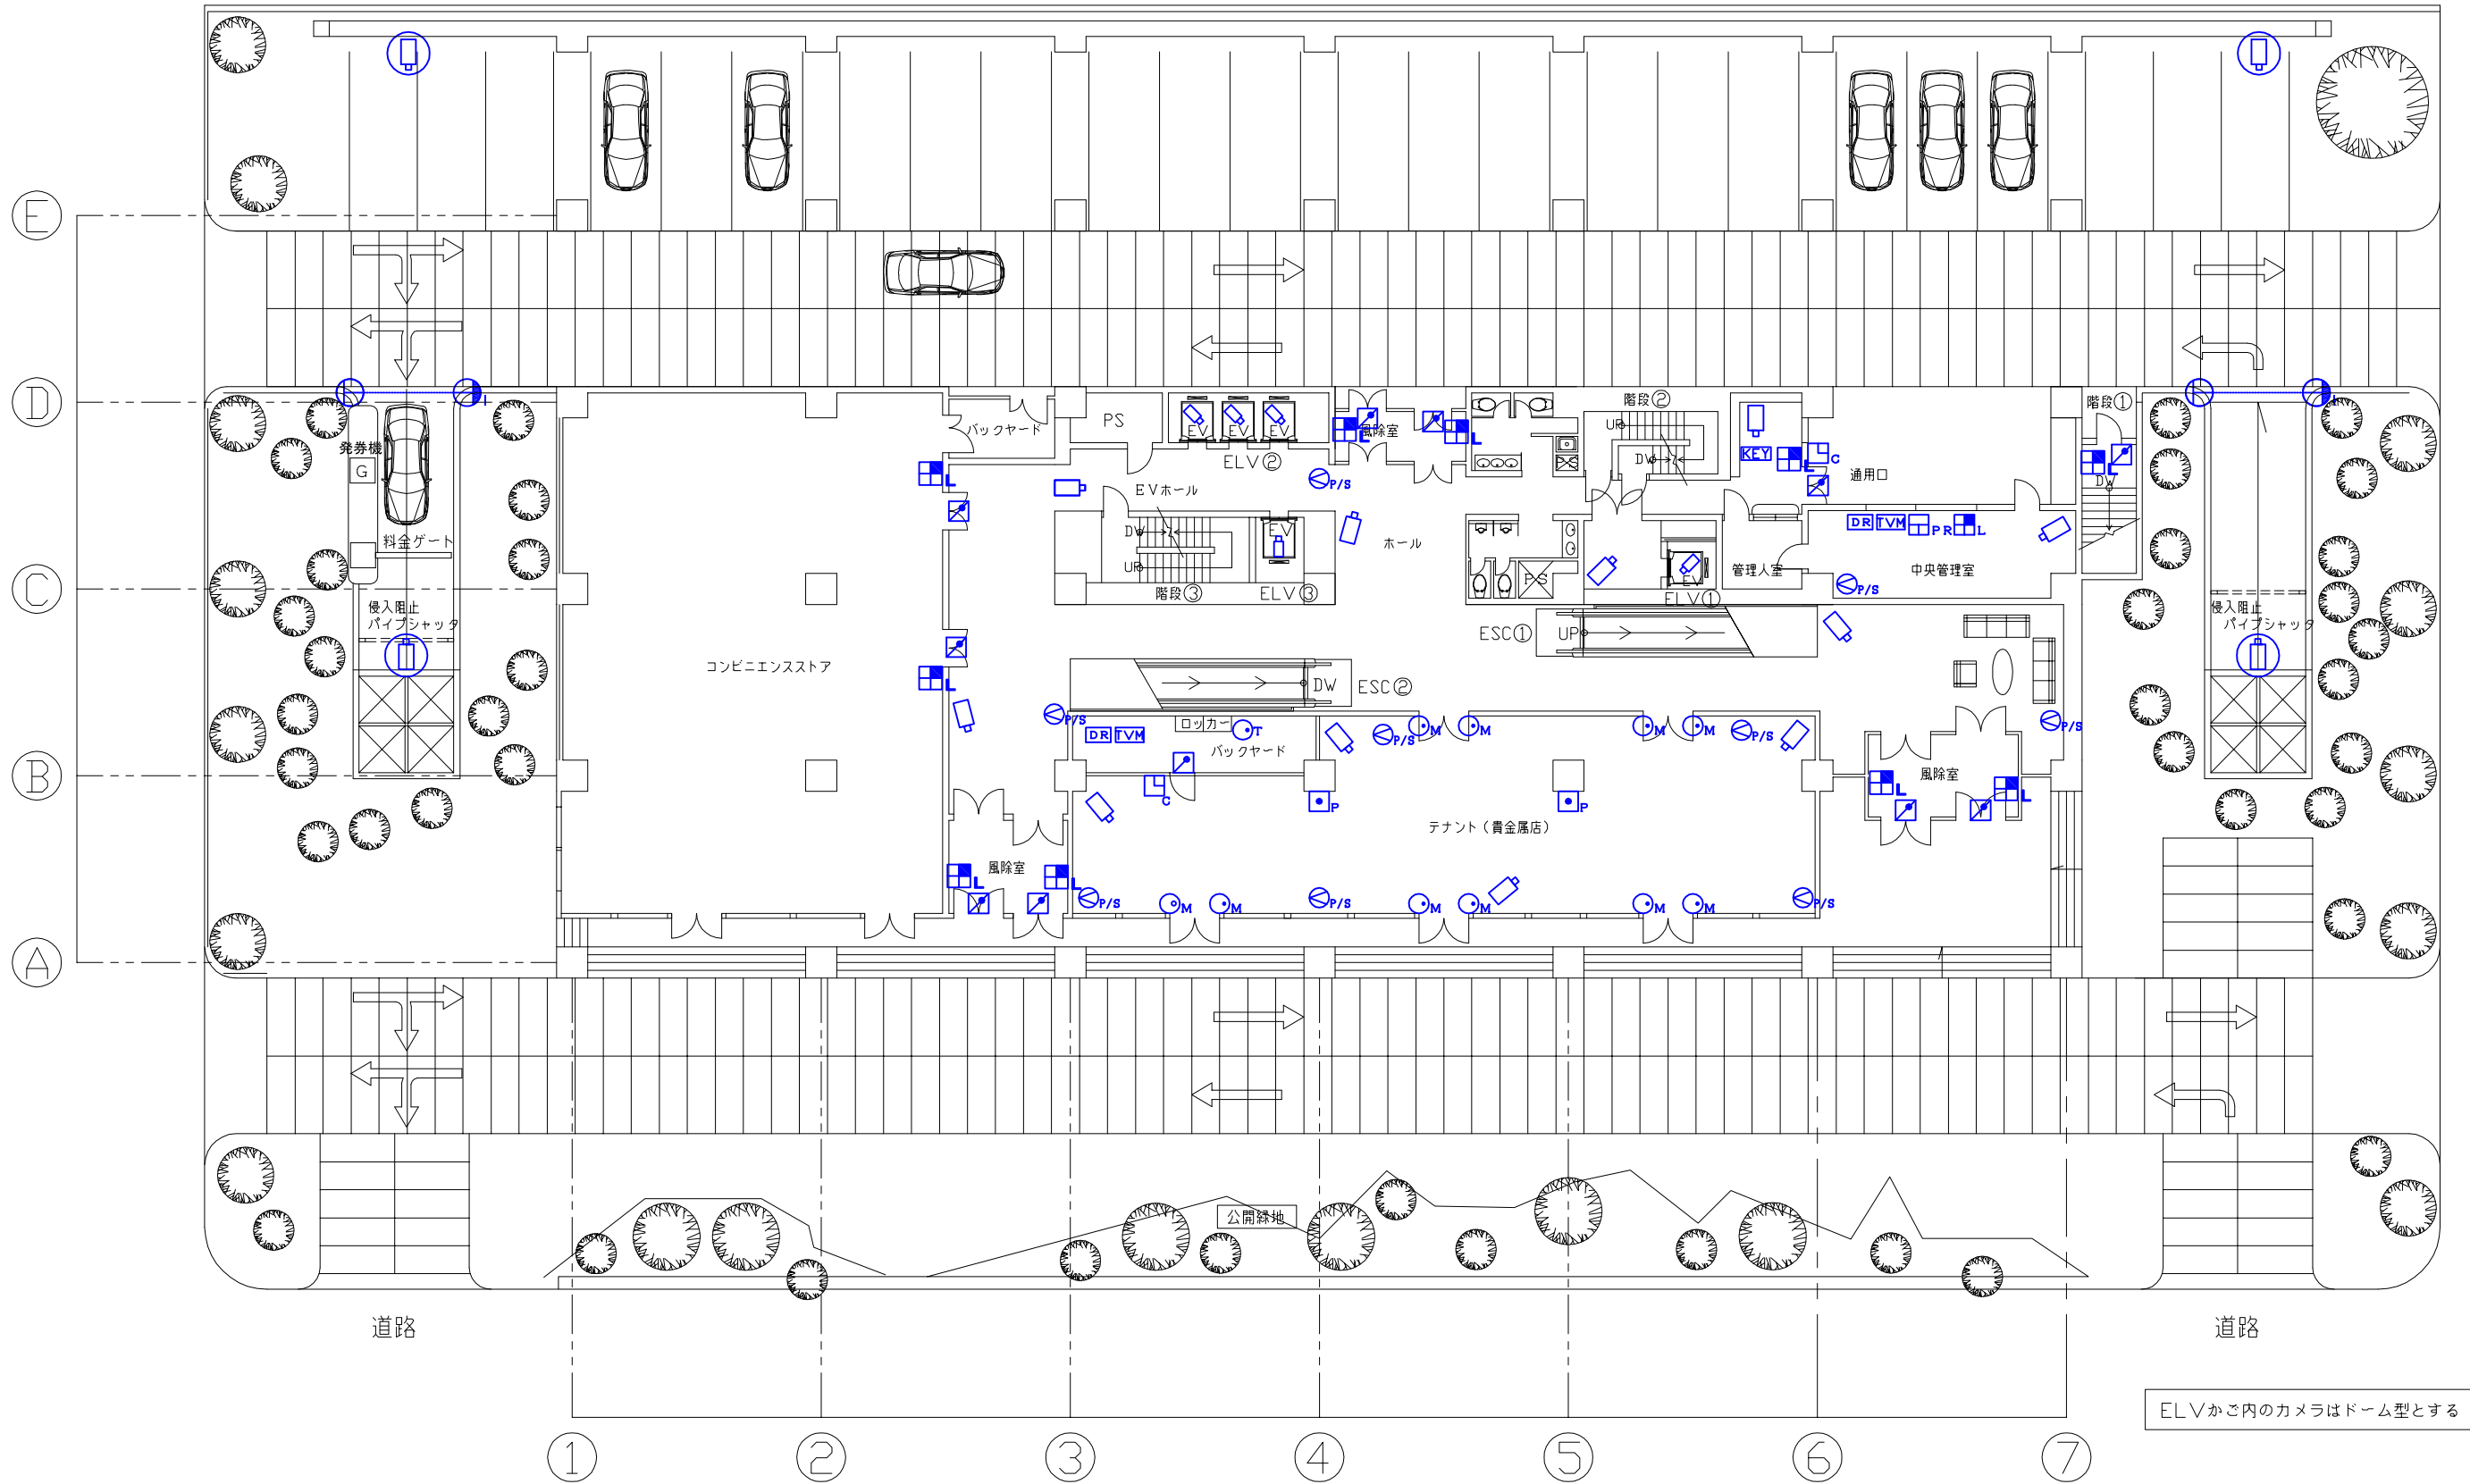 E
D
階段②
階段①
バックヤード
PS
EV
EV
EV
風除室
L
L
UP
発券機
G
ELV②
DW
KEY
L
C
通用口
L
DW
L
EVホール
P/S
料金ゲート
DW
EV
ホール
DR
TVM
PR
L
C
UP
階段③
ELV③
PS
EV
ELV①
管理人室
P/S
中央管理室
侵入阻止
パイプシャッタ
侵入阻止
パイプシャッタ
ESC①
UP
コンビニエンスストア
L
DW
ESC②
P/S
ロッカー
T
DR
TVM
バックヤード
P/S
M
M
M
M
P/S
P/S
B
C
P
P
風除室
L
L
テナント（貴金属店）
風除室
L
L
P/S
M
M
P/S
M
M
M
M
P/S
A
公開緑地
道路
道路
ELVかご内のカメラはドーム型とする
1
2
3
4
5
6
7